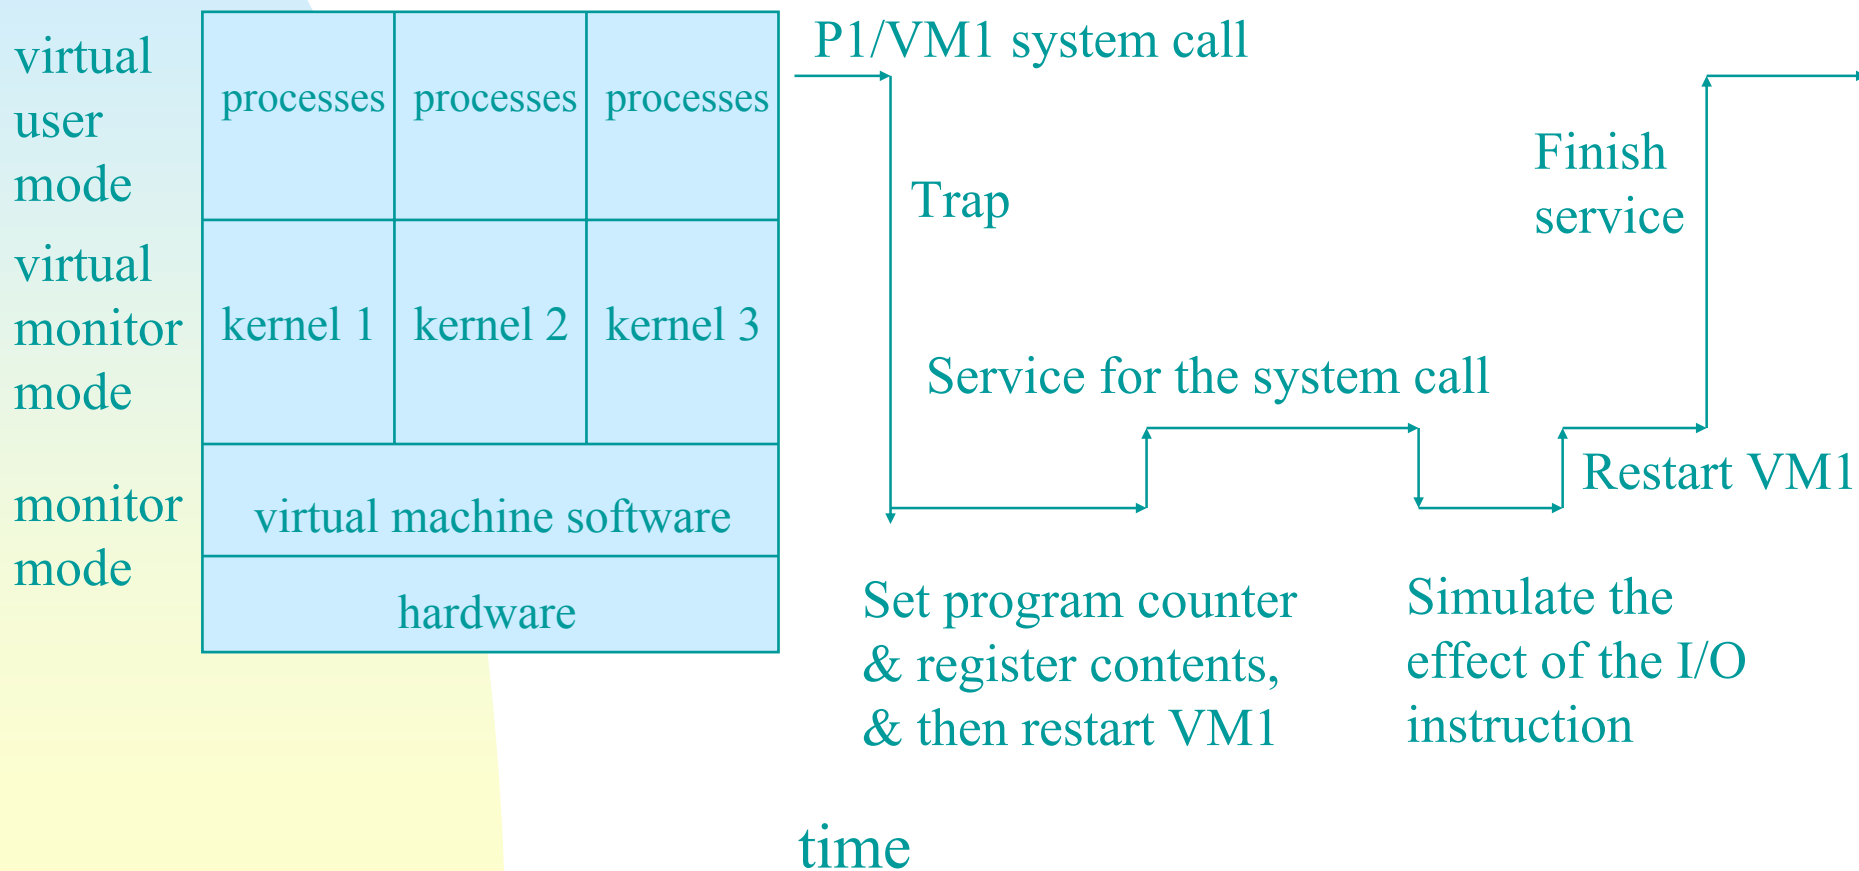 virtual
user
mode
virtual
monitor
mode
monitor
mode
processes processes processes
kernel 1 kernel 2 kernel 3
virtual machine software
hardware
P1/VM1 system call
Trap
Finish
service
Service for the system call
Restart VM1
Set program counter
& register contents,
& then restart VM1
Simulate the
effect of the I/O
instruction
time